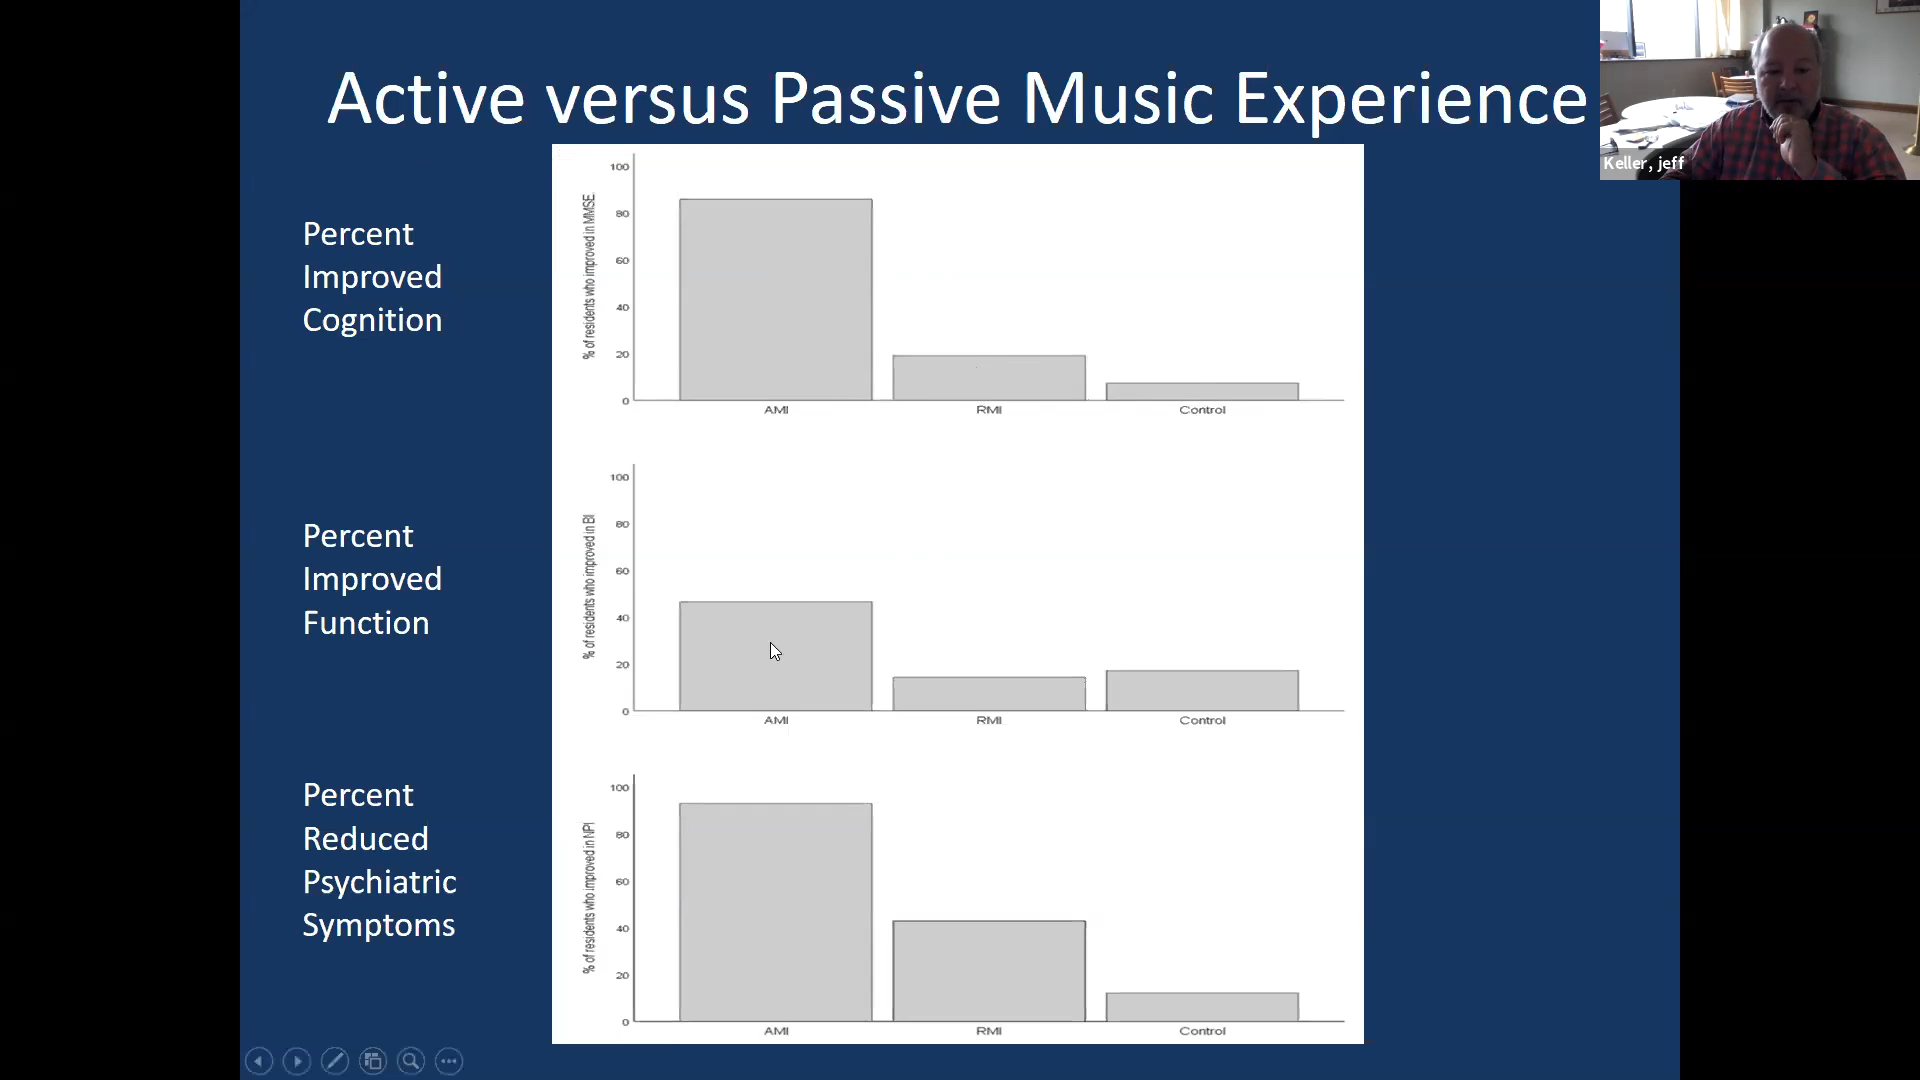 Active versus Passive Music Experience
Keller, jeff
Percent
Improved
Cognition
% of residents who improved in MMSE
100
80
60
40
20
0
AMI RMI Control
Percent
Improved
Function
% of residents who improved in BI
100
80
60
40
20
0
AMI RMI Control
Percent
Reduced
Psychiatric
Symptoms
% of residents who improved in NPI
100
80
60
40
20
0
AMI RMI Control